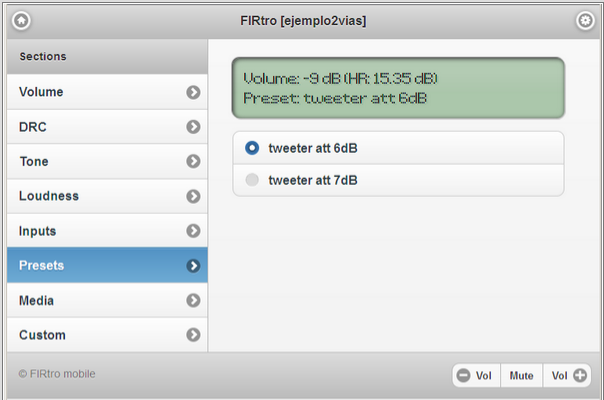 FIRtro [ejemplo2vias]
Sections
Volume
DRC
Tone
Loudness
Inputs
Presets
Media
Custom
Volume: -9 dB (HR: 15.35 dB)
Preset: tweeter att 6dB
tweeter att 6dB
tweeter att 7dB
© FIRtro mobile
Vol Mute Vol